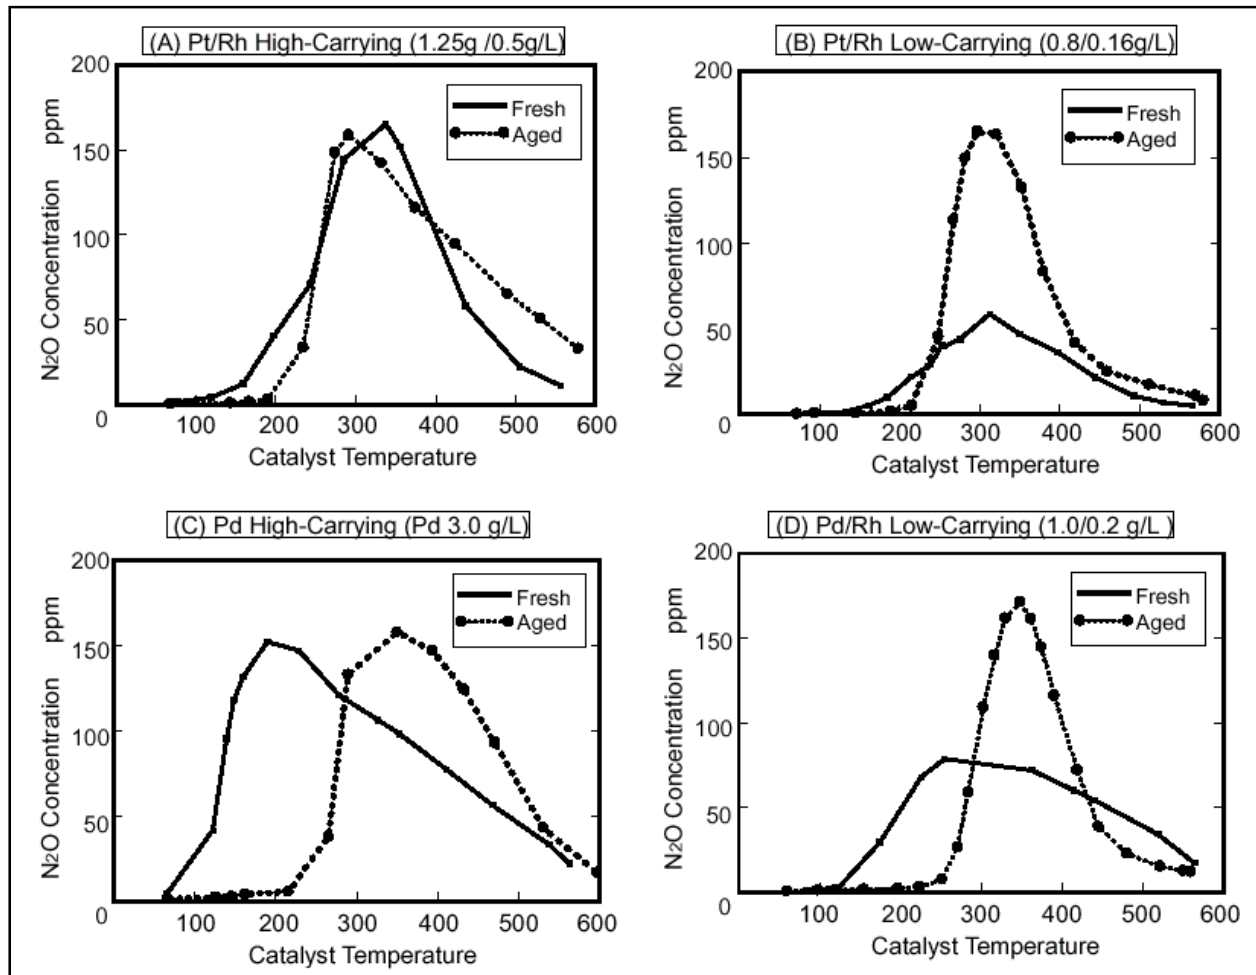 (A) Pt/Rh High-Carrying (1.25g /0.5g/L)
200
150
100
50
0
N2O Concentration ppm
Fresh
Aged
100 200 300 400 500 600
Catalyst Temperature
(B) Pt/Rh Low-Carrying (0.8/0.16g/L)
200
150
100
50
0
N2O Concentration ppm
Fresh
Aged
100 200 300 400 500 600
Catalyst Temperature
(C) Pd High-Carrying (Pd 3.0 g/L)
200
150
100
50
0
N2O Concentration ppm
Fresh
Aged
100 200 300 400 500 600
Catalyst Temperature
(D) Pd/Rh Low-Carrying (1.0/0.2 g/L )
200
150
100
50
0
N2O Concentration ppm
Fresh
Aged
100 200 300 400 500 600
Catalyst Temperature